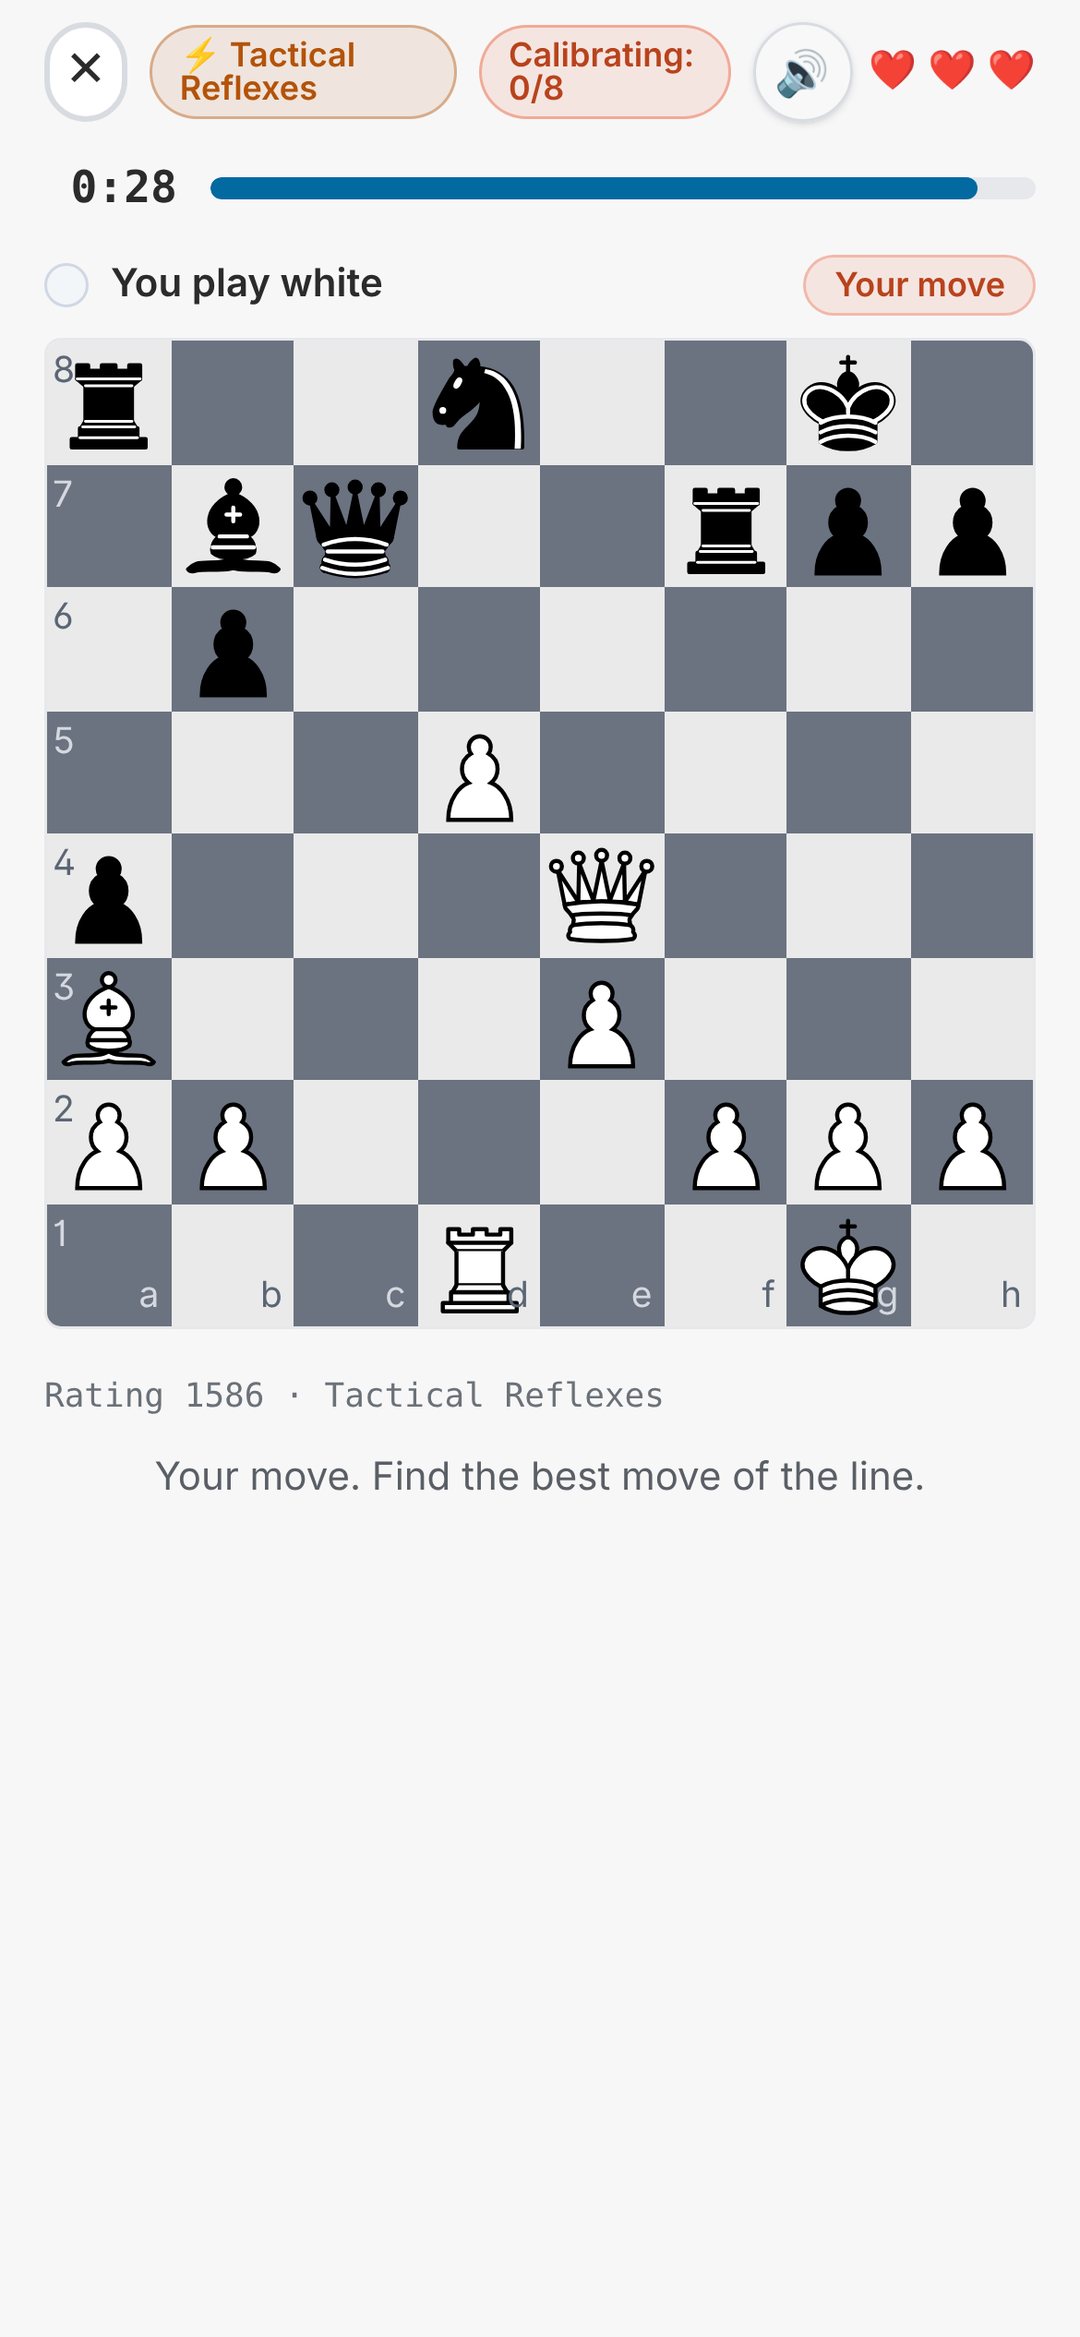 ⚡ Tactical
Reflexes
Calibrating:
0/8
0:28
You play white
Your move
8
7
6
5
4
3
2
1
a b c d e f g h
Rating 1586 · Tactical Reflexes
Your move. Find the best move of the line.